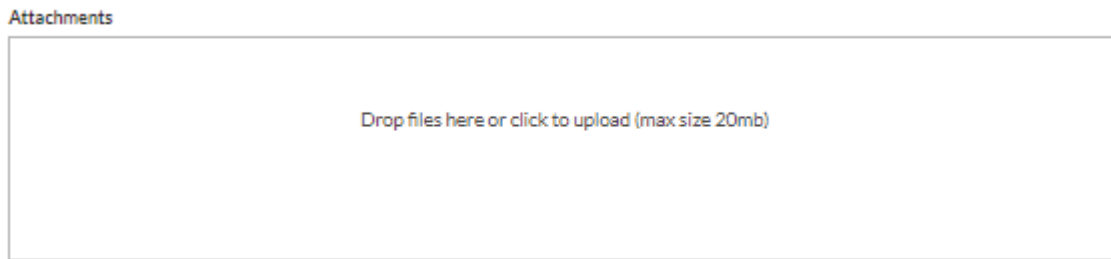 Attachments
Drop files here or click to upload (max size 20mb)